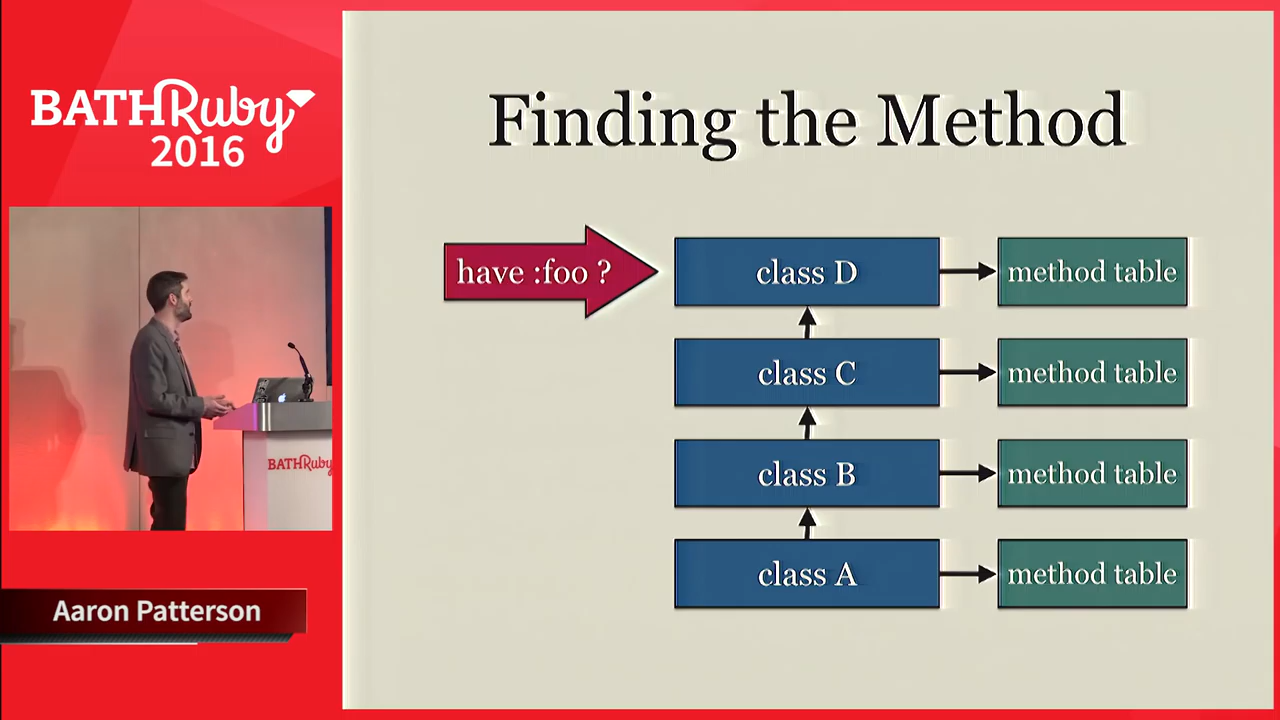 BATHRuby
2016
Finding the Method
have :foo ?
class D
method table
class C
method table
class B
method table
class A
method table
BATHRuby
Aaron Patterson